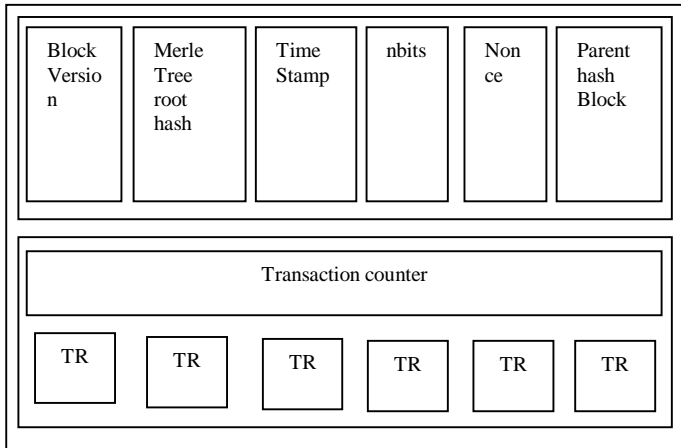 Block
Versio
n
Merle
Tree
root
hash
Time
Stamp
nbits
Non
ce
Parent
hash
Block
Transaction counter
TR
TR
TR
TR
TR
TR